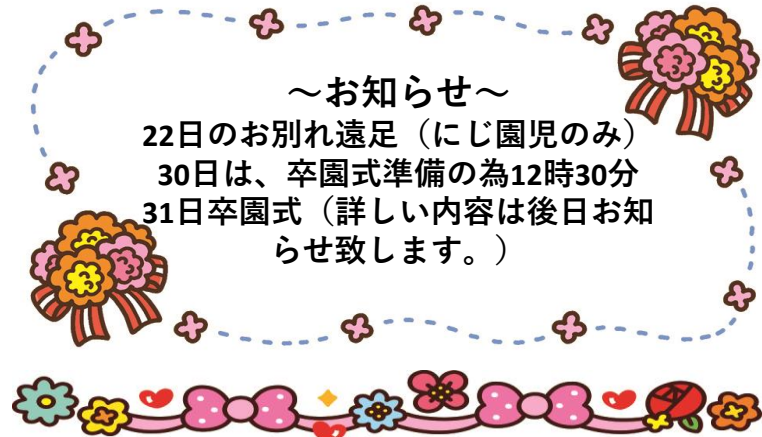 ～お知らせ～
22日のお別れ遠足（にじ園児のみ）
30日は、卒園式準備の為12時30分
31日卒園式（詳しい内容は後日お知
らせ致します。）